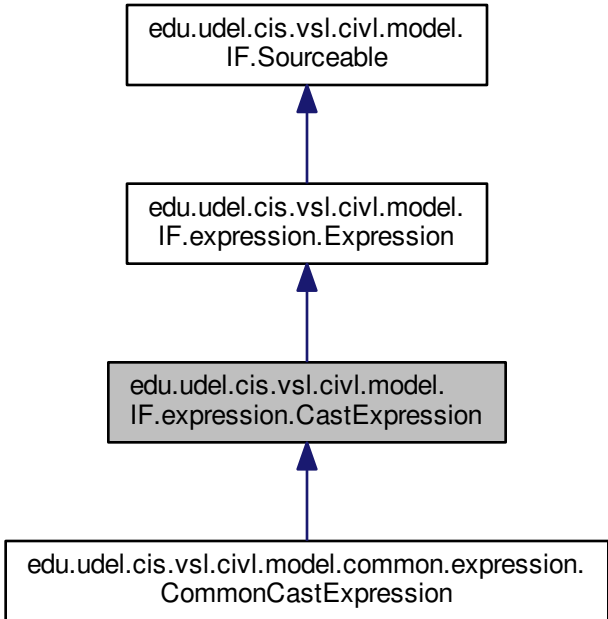 edu.udel.cis.vsl.civl.model.
IF.Sourceable
edu.udel.cis.vsl.civl.model.
IF.expression.Expression
edu.udel.cis.vsl.civl.model.
IF.expression.CastExpression
edu.udel.cis.vsl.civl.model.common.expression.
CommonCastExpression